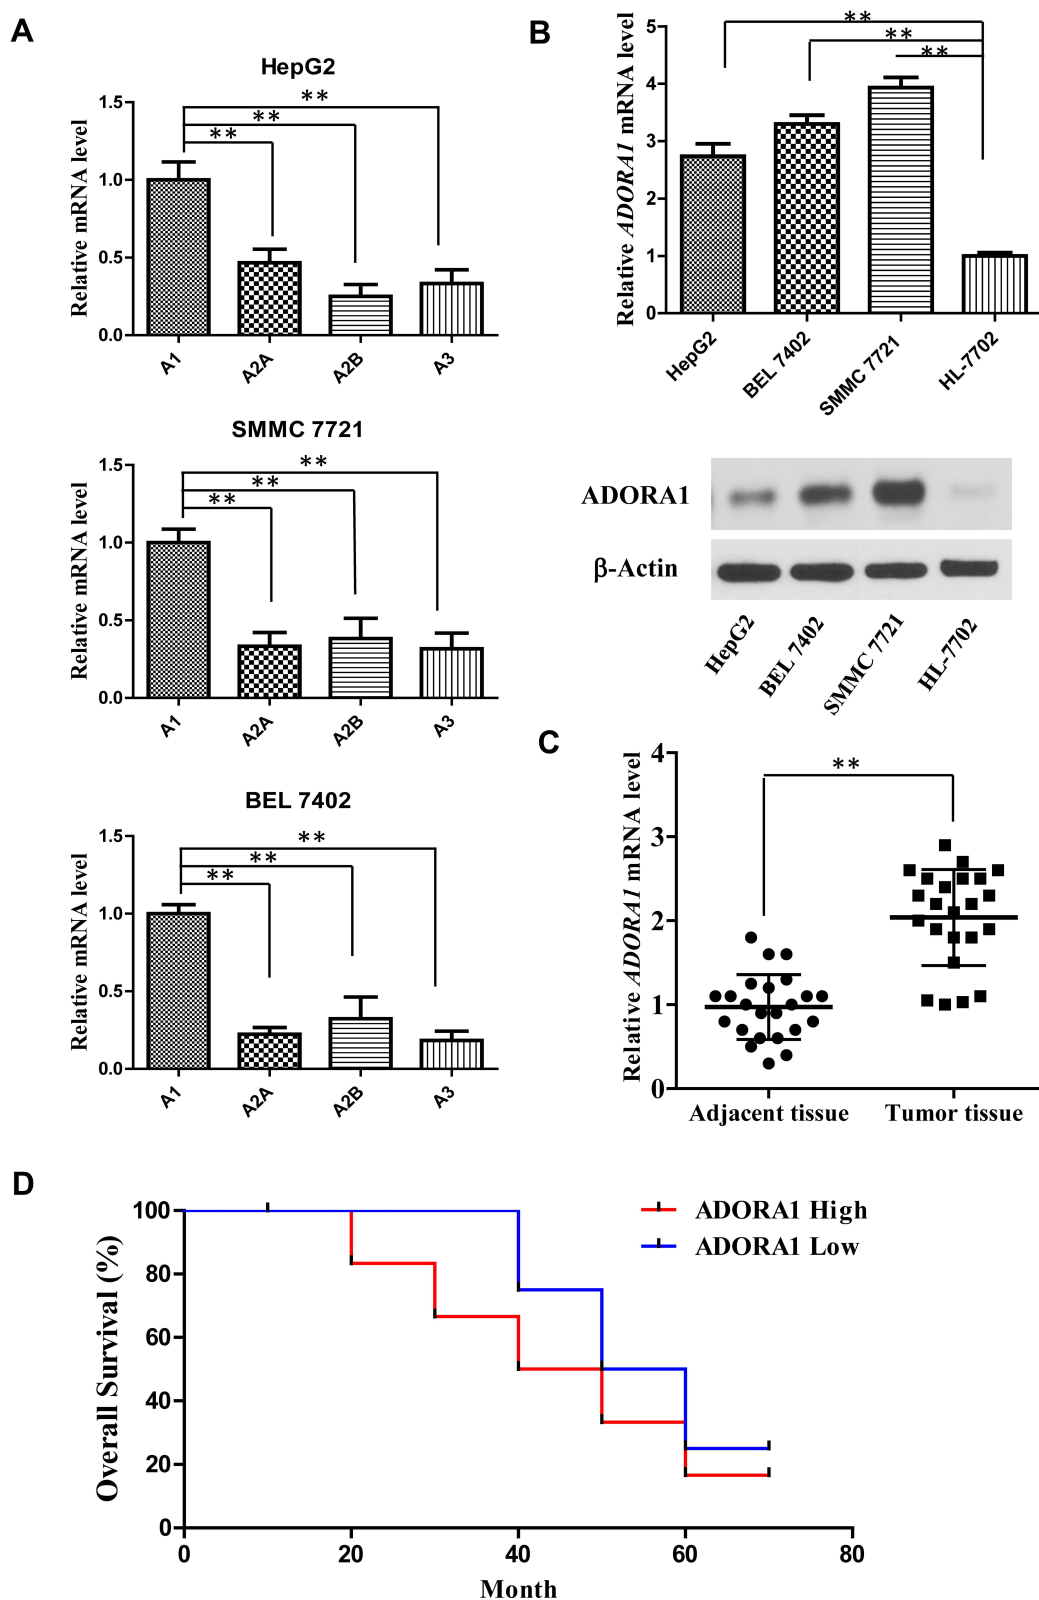 A
HepG2
Relative mRNA level
1.5
1.0
0.5
0.0
**
**
**
A1
A2A
A2B
A3
SMMC 7721
Relative mRNA level
1.5
1.0
0.5
0.0
**
**
**
A1
A2A
A2B
A3
BEL 7402
Relative mRNA level
1.5
1.0
0.5
0.0
**
**
**
A1
A2A
A2B
A3
B
Relative ADORA1 mRNA level
5
4
3
2
1
0
**
**
**
HepG2
BEL 7402
SMMC 7721
HL-7702
ADORA1
β-Actin
HepG2
BEL 7402
SMMC 7721
HL-7702
C
Relative ADORA1 mRNA level
4
3
2
1
0
**
Adjacent tissue
Tumor tissue
D
Overall Survival (%)
100
80
60
40
20
0
ADORA1 High
ADORA1 Low
0
20
40
60
80
Month